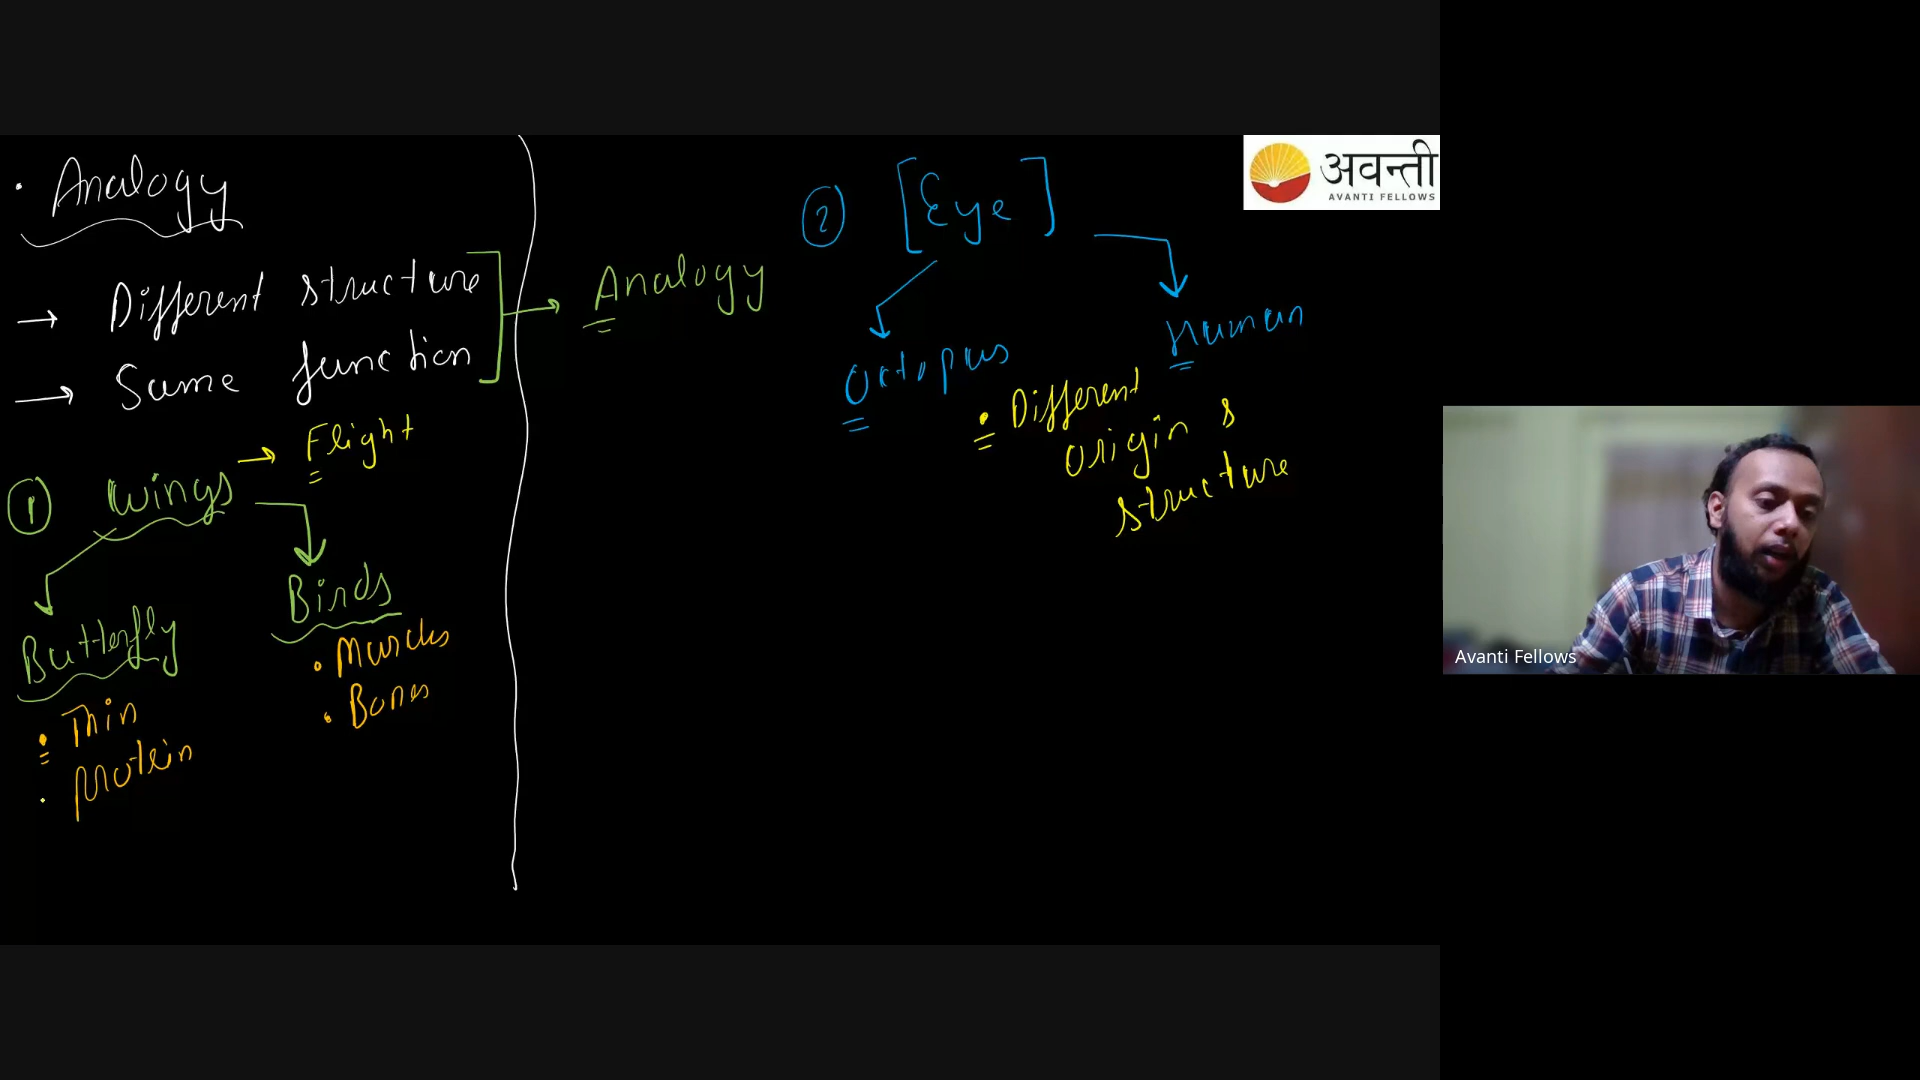 • Analogy
→ Different structure
→ Same function
→ Analogy
① Wings → Flight
Butterfly
• Thin
• Protein
Birds
• Muscles
• Bones
② [Eye]
Octopus
Human
• Different
origin &
structure
अवन्ती
AVANTI FELLOWS
Avanti Fellows